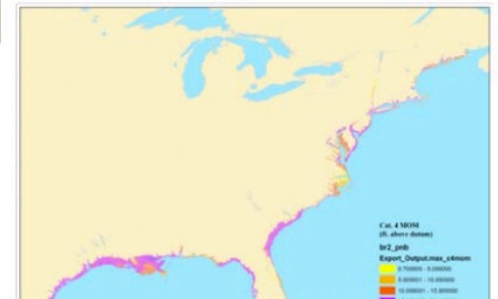 Cat. 4 MOM
(ft. above datum)
br2_pnb
Export_Output.max_c4mom
0.700000 - 5.000000
5.000001 - 10.000000
10.000001 - 15.000000